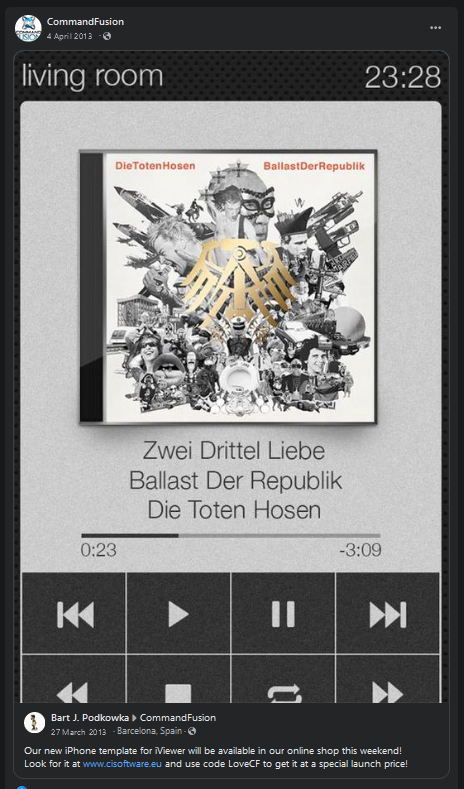 CommandFusion
4 April 2013 ·
living room
23:28
DieTotenHosen
BallastDerRepublik
Zwei Drittel Liebe
Ballast Der Republik
Die Toten Hosen
0:23
-3:09
Bart J. Podkowka ▸ CommandFusion
27 March 2013 · Barcelona, Spain ·
Our new iPhone template for iViewer will be available in our online shop this weekend!
Look for it at www.cisoftware.eu and use code LoveCF to get it at a special launch price!